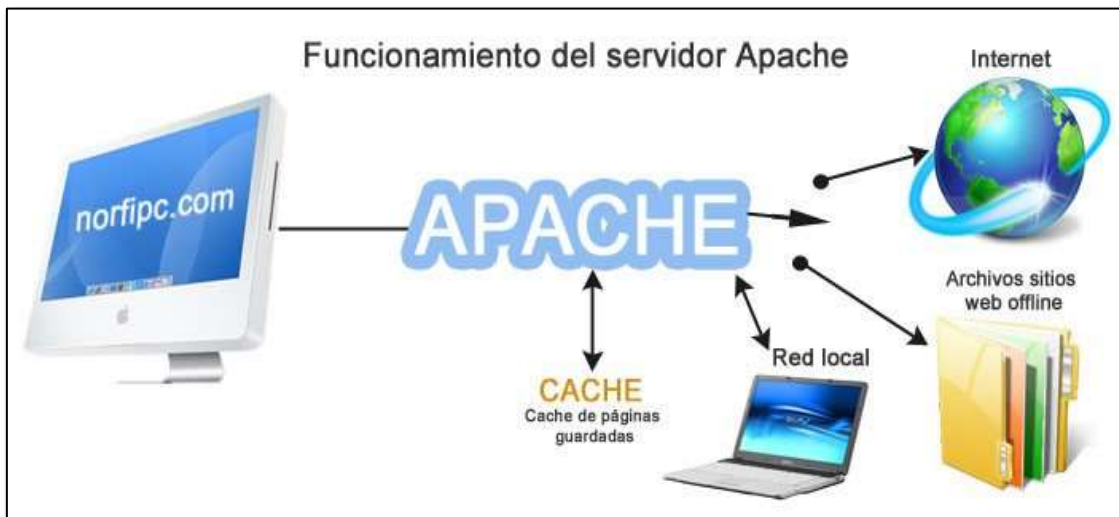 Funcionamiento del servidor Apache
Internet
norfipc.com
APACHE
Archivos sitios
web offline
Red local
CACHE
Cache de páginas
guardadas